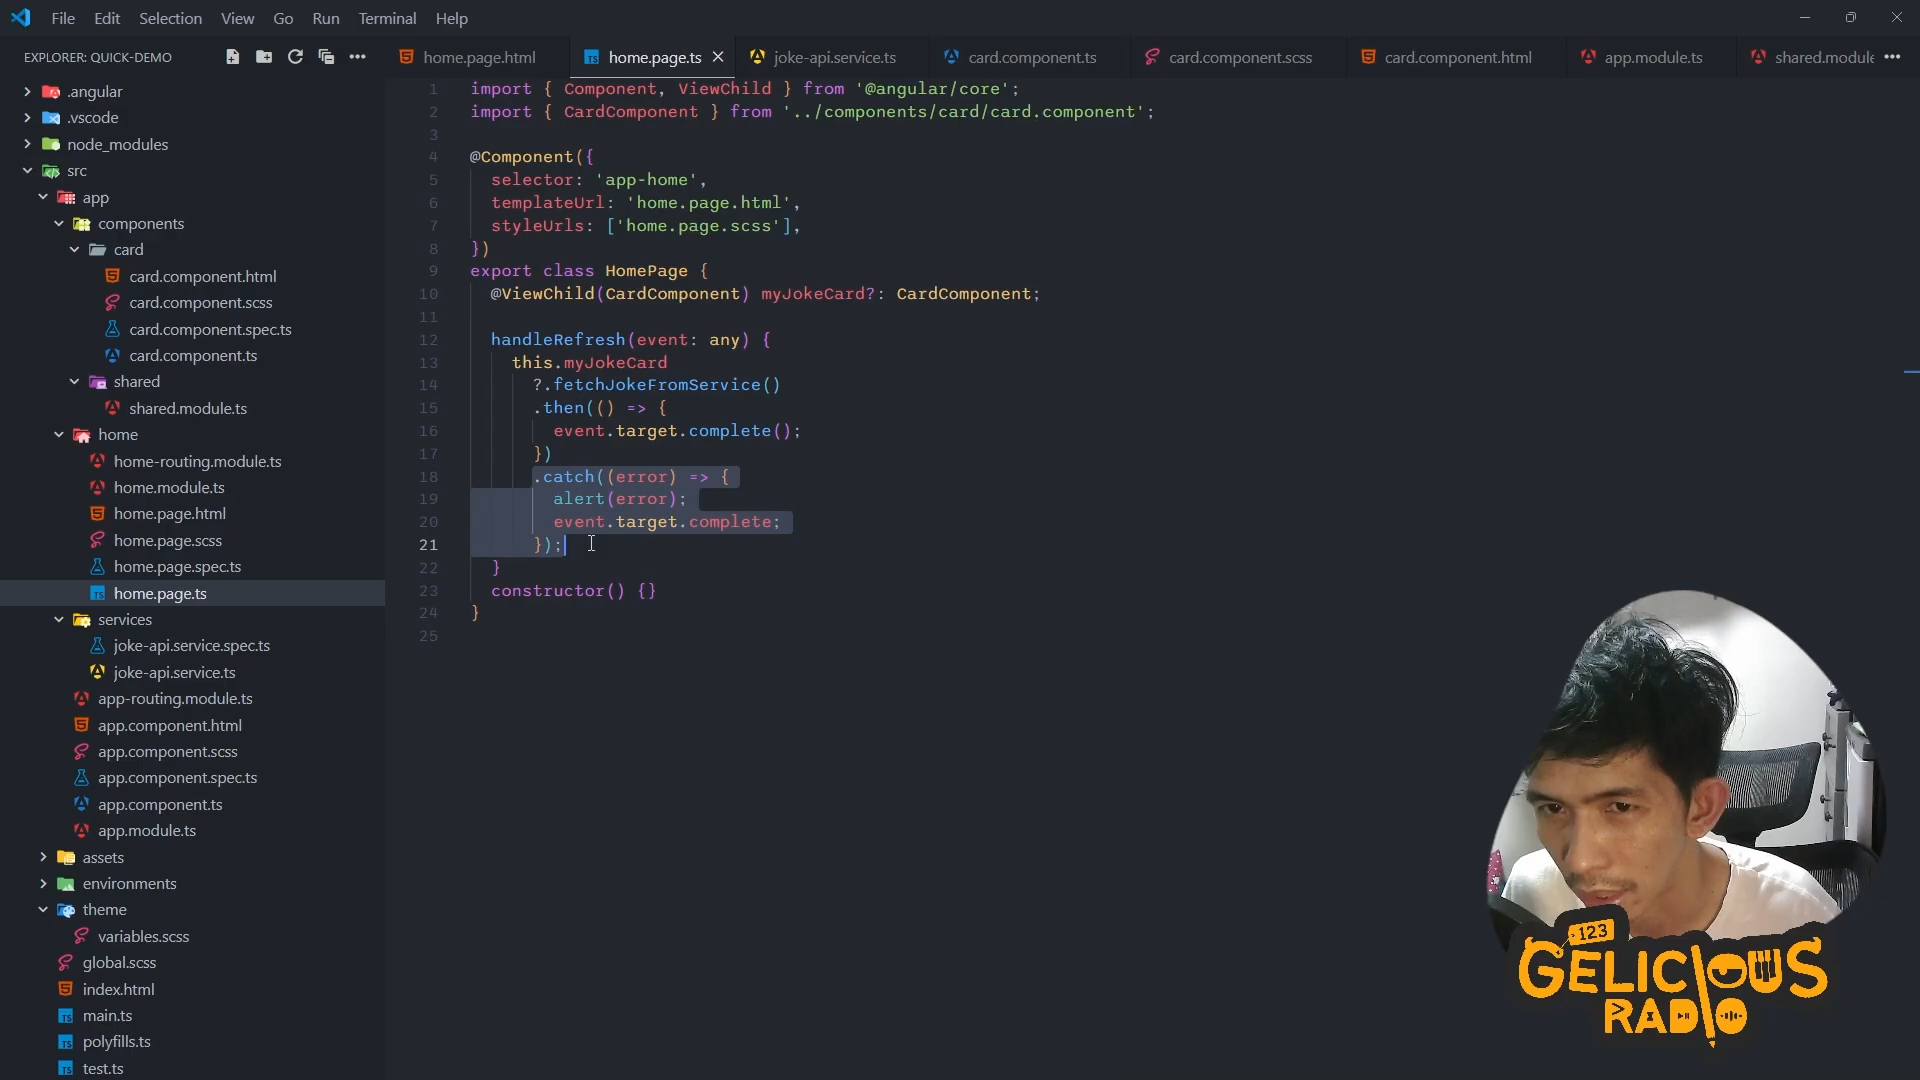 File Edit Selection View Go Run Terminal Help
EXPLORER: QUICK-DEMO
home.page.html
home.page.ts
joke-api.service.ts
card.component.ts
card.component.scss
card.component.html
app.module.ts
shared.module
.angular
.vscode
node_modules
src
app
components
card
card.component.html
card.component.scss
card.component.spec.ts
card.component.ts
shared
shared.module.ts
home
home-routing.module.ts
home.module.ts
home.page.html
home.page.scss
home.page.spec.ts
home.page.ts
services
joke-api.service.spec.ts
joke-api.service.ts
app-routing.module.ts
app.component.html
app.component.scss
app.component.spec.ts
app.component.ts
app.module.ts
assets
environments
theme
variables.scss
global.scss
index.html
main.ts
polyfills.ts
test.ts
1 import { Component, ViewChild } from '@angular/core';
2 import { CardComponent } from '../components/card/card.component';
3
4 @Component({
5 selector: 'app-home',
6 templateUrl: 'home.page.html',
7 styleUrls: ['home.page.scss'],
8 })
9 export class HomePage {
10 @ViewChild(CardComponent) myJokeCard?: CardComponent;
11
12 handleRefresh(event: any) {
13 this.myJokeCard
14 ?.fetchJokeFromService()
15 .then(() => {
16 event.target.complete();
17 })
18 .catch((error) => {
19 alert(error);
20 event.target.complete;
21 });
22 }
23 constructor() {}
24 }
25
123
GELICIOUS
RADIO